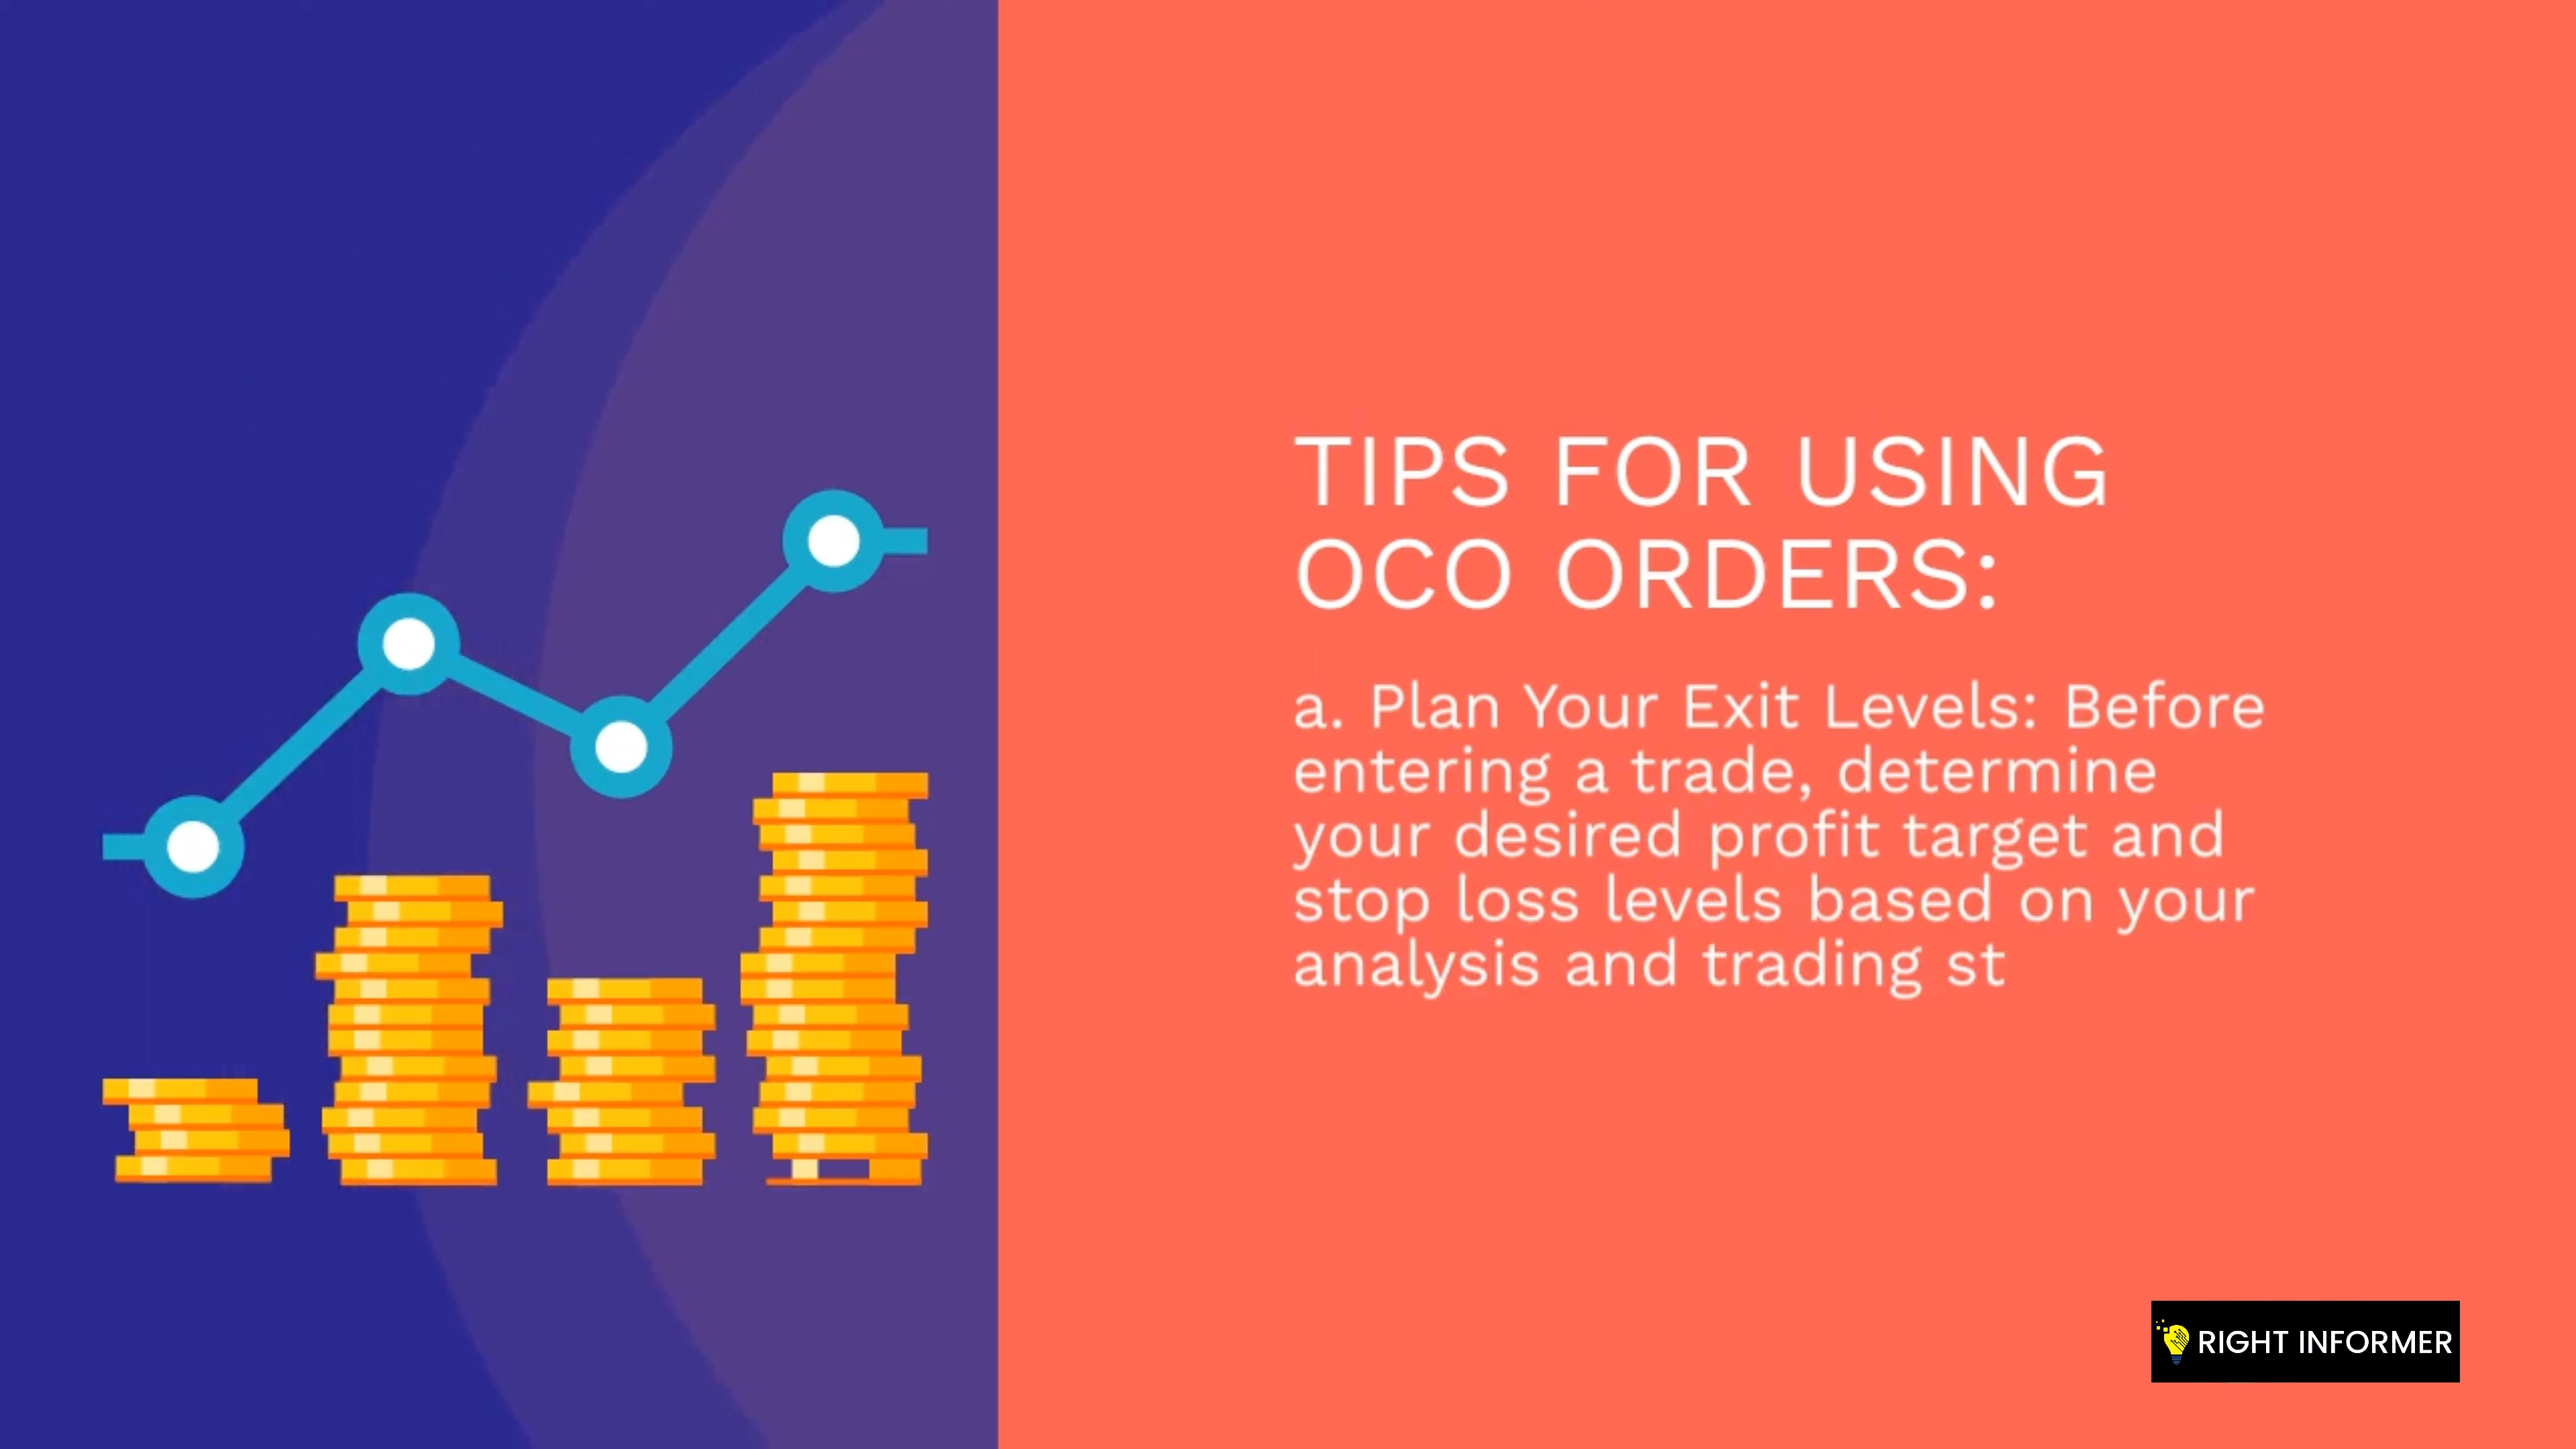 TIPS FOR USING
OCO ORDERS:
a. Plan Your Exit Levels: Before
entering a trade, determine
your desired profit target and
stop loss levels based on your
analysis and trading st
RIGHT INFORMER